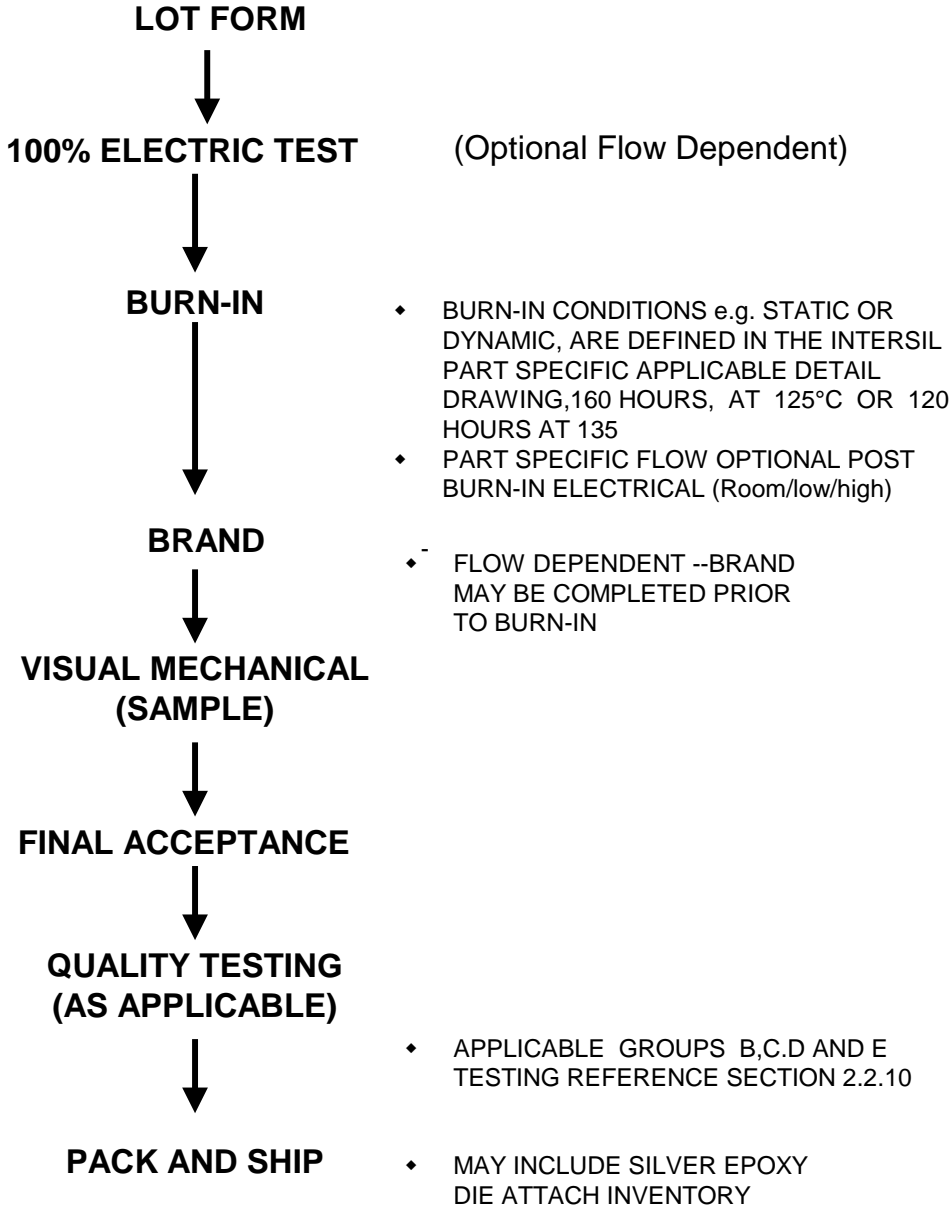 LOT FORM
100% ELECTRIC TEST (Optional Flow Dependent)
BURN-IN
◆ BURN-IN CONDITIONS e.g. STATIC OR
DYNAMIC, ARE DEFINED IN THE INTERSIL
PART SPECIFIC APPLICABLE DETAIL
DRAWING,160 HOURS, AT 125°C OR 120
HOURS AT 135
◆ PART SPECIFIC FLOW OPTIONAL POST
BURN-IN ELECTRICAL (Room/low/high)
BRAND
◆ - FLOW DEPENDENT --BRAND
MAY BE COMPLETED PRIOR
TO BURN-IN
VISUAL MECHANICAL
(SAMPLE)
FINAL ACCEPTANCE
QUALITY TESTING
(AS APPLICABLE)
◆ APPLICABLE GROUPS B,C.D AND E
TESTING REFERENCE SECTION 2.2.10
PACK AND SHIP
◆ MAY INCLUDE SILVER EPOXY
DIE ATTACH INVENTORY